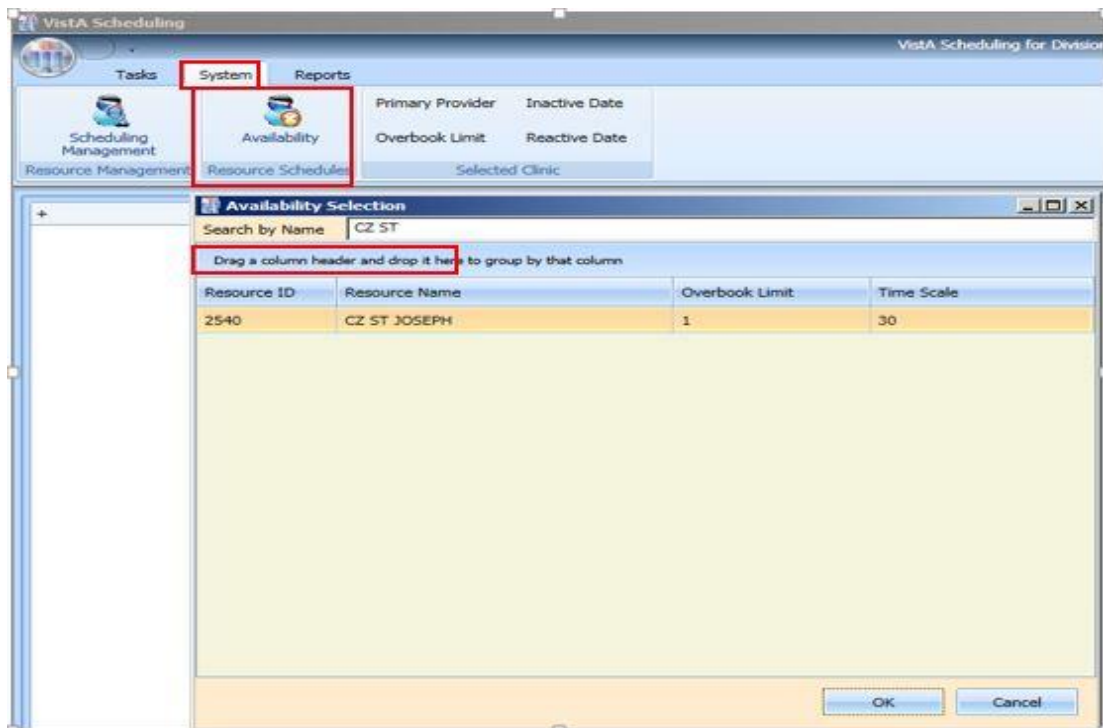 VistA Scheduling
VistA Scheduling for Division
Tasks System Reports
Primary Provider Inactive Date
Scheduling Management
Availability
Overbook Limit Reactive Date
Resource Management Resource Schedules Selected Clinic
+ Availability Selection
Search by Name CZ ST
Drag a column header and drop it here to group by that column
Resource ID Resource Name Overbook Limit Time Scale
2540 CZ ST JOSEPH 1 30
OK Cancel